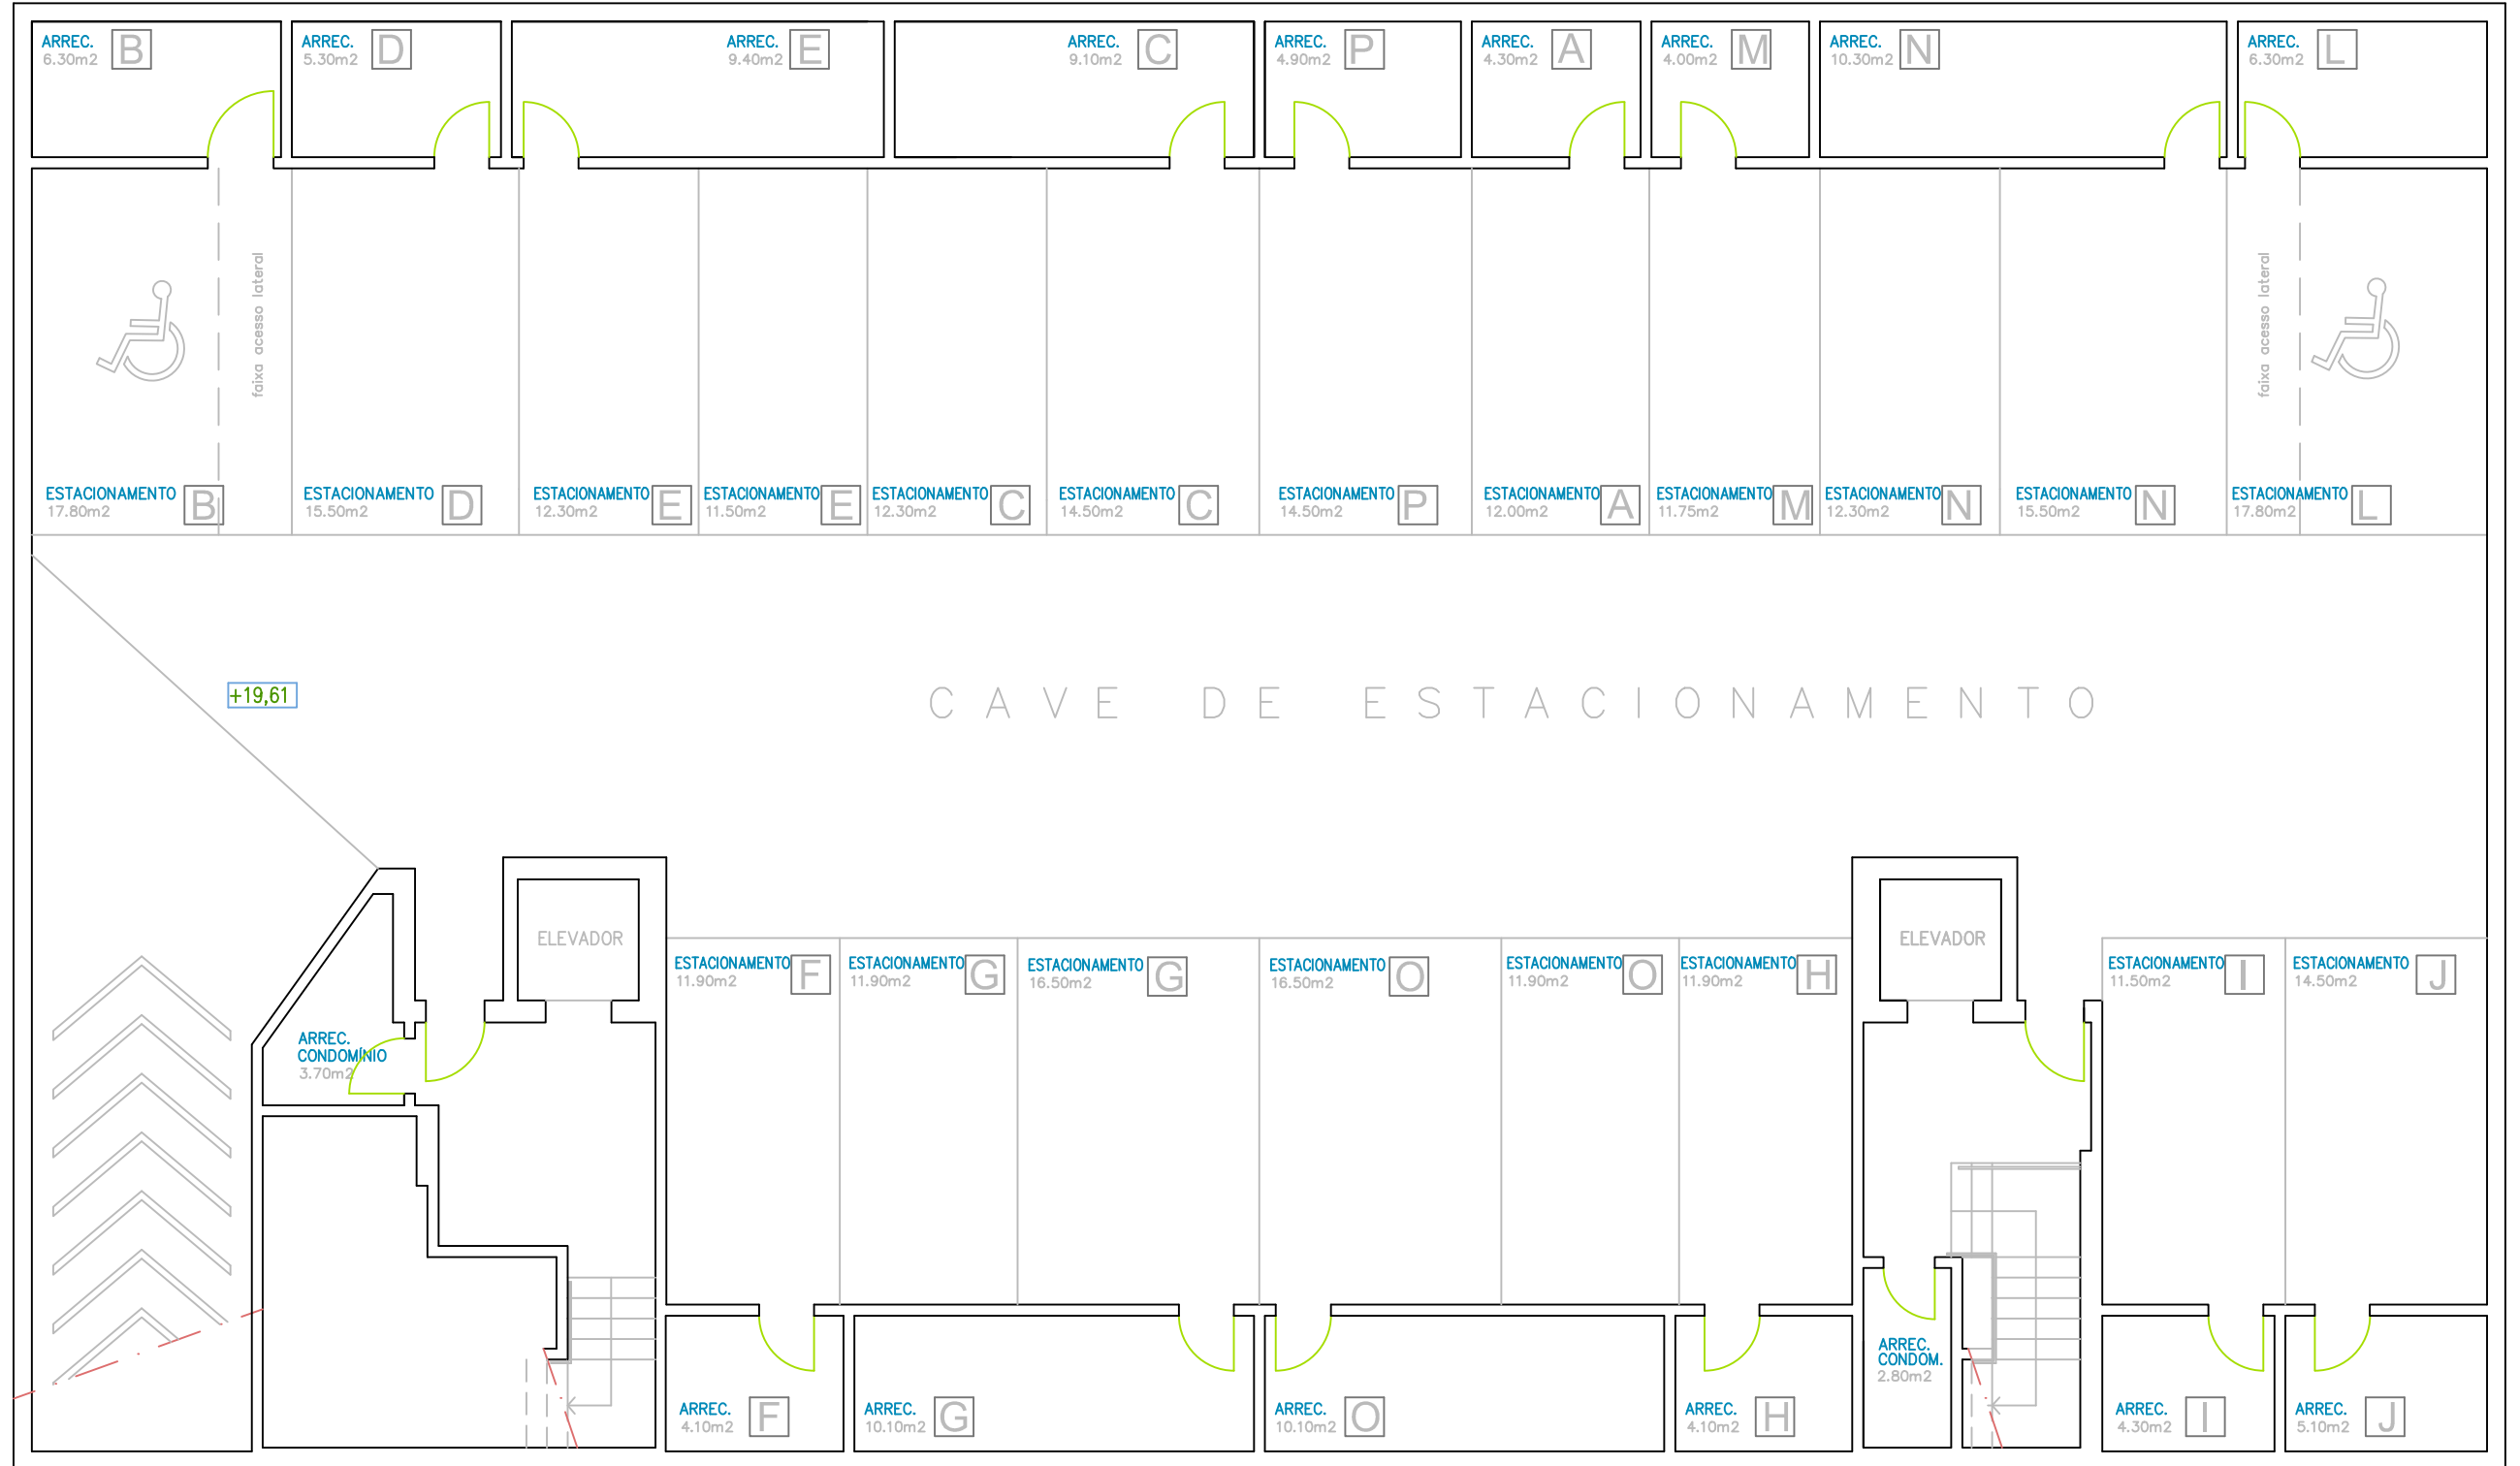 ARREC. B
6.30m2
ARREC. D
5.30m2
ARREC. E
9.40m2
ARREC. C
9.10m2
ARREC. P
4.90m2
ARREC. A
4.30m2
ARREC. M
4.00m2
ARREC. N
10.30m2
ARREC. L
6.30m2
faixa acesso lateral
faixa acesso lateral
ESTACIONAMENTO B
17.80m2
ESTACIONAMENTO D
15.50m2
ESTACIONAMENTO E
12.30m2
ESTACIONAMENTO E
11.50m2
ESTACIONAMENTO C
12.30m2
ESTACIONAMENTO C
14.50m2
ESTACIONAMENTO P
14.50m2
ESTACIONAMENTO A
12.00m2
ESTACIONAMENTO M
11.75m2
ESTACIONAMENTO N
12.30m2
ESTACIONAMENTO N
15.50m2
ESTACIONAMENTO L
17.80m2
+19,61
CAVE DE ESTACIONAMENTO
ELEVADOR
ELEVADOR
ESTACIONAMENTO F
11.90m2
ESTACIONAMENTO G
11.90m2
ESTACIONAMENTO G
16.50m2
ESTACIONAMENTO O
16.50m2
ESTACIONAMENTO O
11.90m2
ESTACIONAMENTO H
11.90m2
ESTACIONAMENTO I
11.50m2
ESTACIONAMENTO J
14.50m2
ARREC.
CONDOMÍNIO
3.70m2
ARREC.
CONDOM.
2.80m2
ARREC. F
4.10m2
ARREC. G
10.10m2
ARREC. O
10.10m2
ARREC. H
4.10m2
ARREC. I
4.30m2
ARREC. J
5.10m2